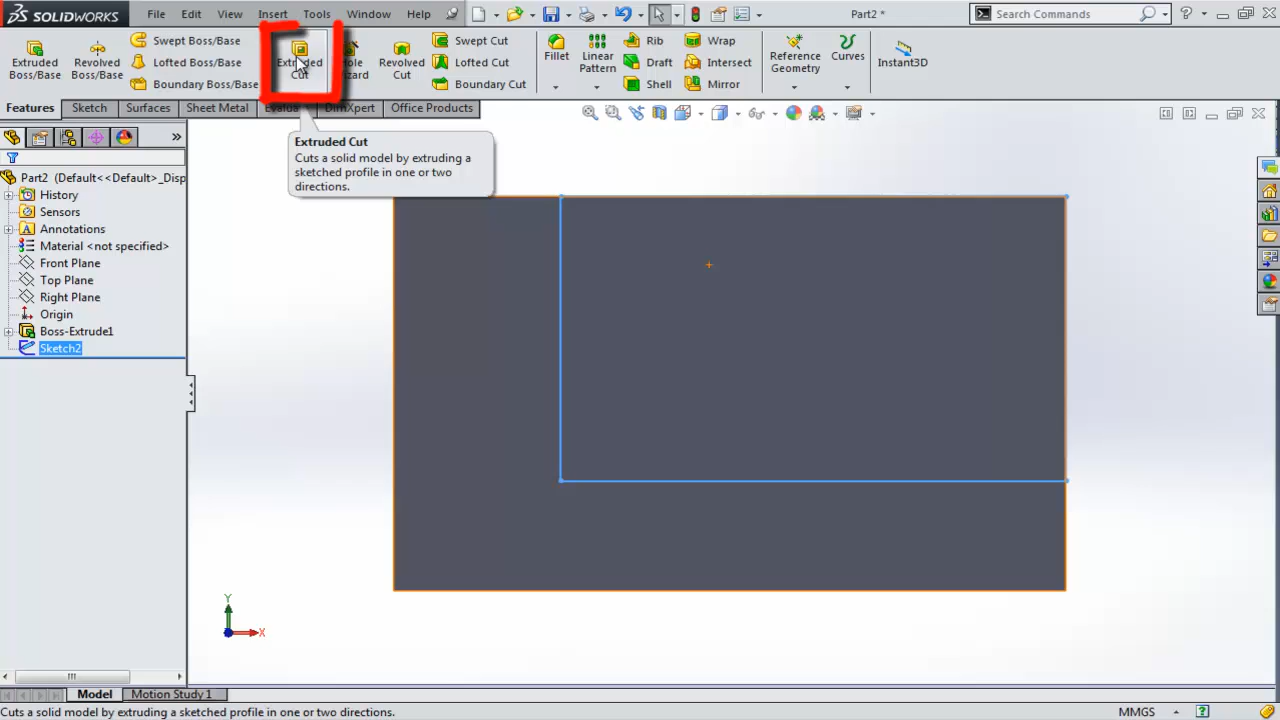 SOLIDWORKS File Edit View Insert Tools Window Help Part2 * Search Commands ?
Extruded Boss/Base
Revolved Boss/Base
Swept Boss/Base
Lofted Boss/Base
Boundary Boss/Base
Extruded Cut
Revolved Cut
Swept Cut
Lofted Cut
Boundary Cut
Fillet
Linear Pattern
Rib
Draft
Shell
Wrap
Intersect
Mirror
Reference Geometry
Curves
Instant3D
Features Sketch Surfaces Sheet Metal DimXpert Office Products
Extruded Cut
Cuts a solid model by extruding a
sketched profile in one or two
directions.
Part2 (Default<<Default>_Disp
History
Sensors
Annotations
Material <not specified>
Front Plane
Top Plane
Right Plane
Origin
Boss-Extrude1
Sketch2
Y
X
Model Motion Study 1
Cuts a solid model by extruding a sketched profile in one or two directions. MMGS ?